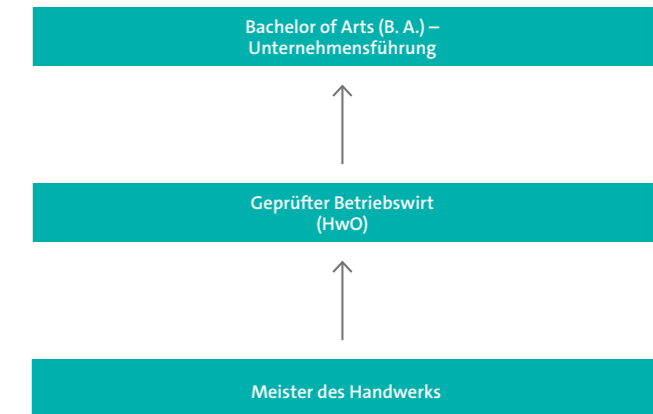 Bachelor of Arts (B. A.) –
Unternehmensführung
Geprüfter Betriebswirt
(HwO)
Meister des Handwerks